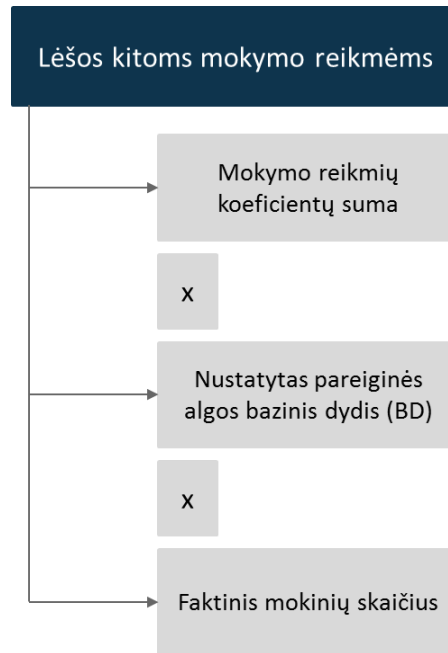 Lėšos kitoms mokymo reikmėms
Mokymo reikmių
koeficientų suma
x
Nustatytas pareiginės
algos bazinis dydis (BD)
x
Faktinis mokinių skaičius